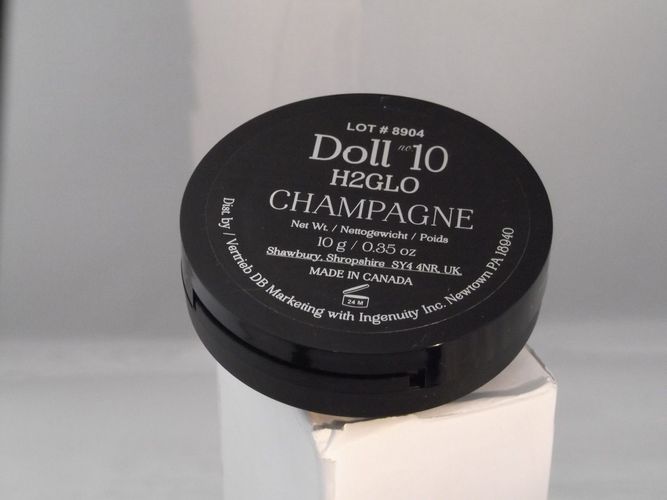 LOT # 8904
Doll no. 10
H2GLO
CHAMPAGNE
Net Wt. / Nettogewicht / Poids
10 g / 0.35 oz
Shawbury, Shropshire SY4 4NR, UK
MADE IN CANADA
24 M
Dist. by / Vertrieb DB Marketing with Ingenuity Inc. Newtown PA 18940